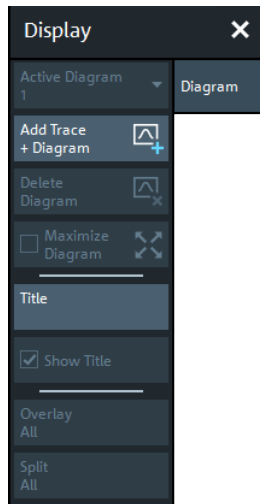 Display
Active Diagram
1
Diagram
Add Trace
+ Diagram
Delete
Diagram
Maximize
Diagram
Title
Show Title
Overlay
All
Split
All